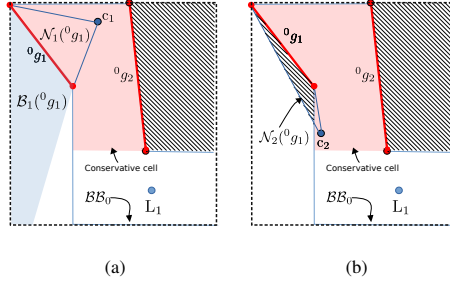 c₁
𝒩₁(⁰g₁)
⁰g₁
⁰g₂
ℬ₁(⁰g₁)
Conservative cell
ℬℬ₀
L₁
(a)
⁰g₁
⁰g₂
𝒩₂(⁰g₁)
c₂
Conservative cell
ℬℬ₀
L₁
(b)